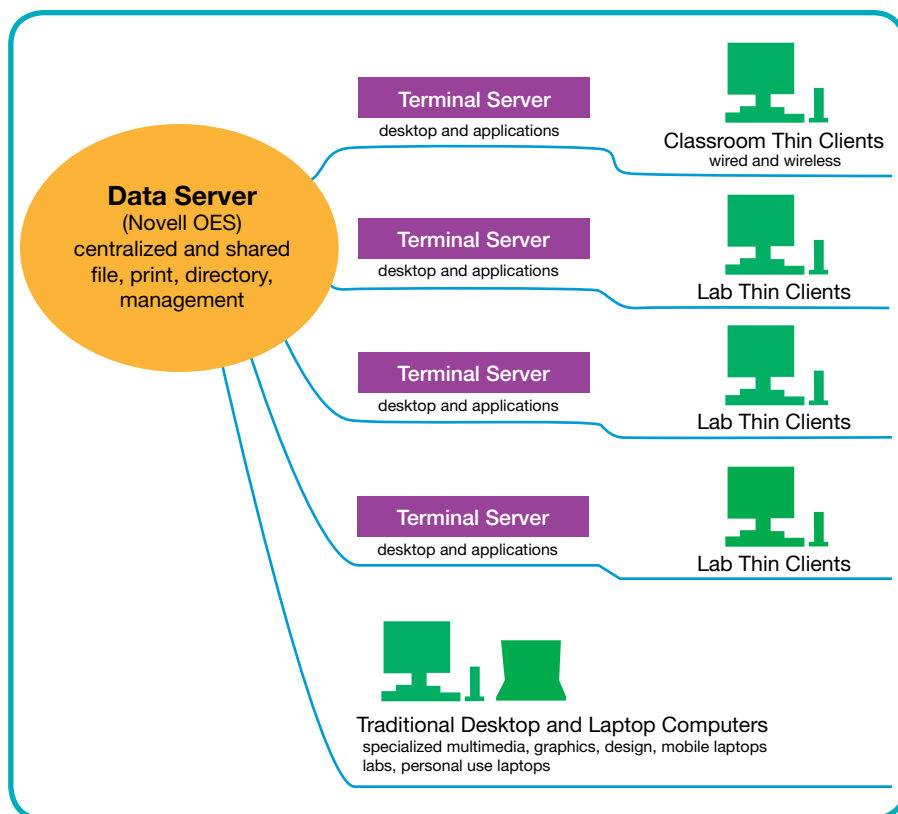 Data Server
(Novell OES)
centralized and shared
file, print, directory,
management
Terminal Server
desktop and applications
Classroom Thin Clients
wired and wireless
Terminal Server
desktop and applications
Lab Thin Clients
Terminal Server
desktop and applications
Lab Thin Clients
Terminal Server
desktop and applications
Lab Thin Clients
Traditional Desktop and Laptop Computers
specialized multimedia, graphics, design, mobile laptops
labs, personal use laptops